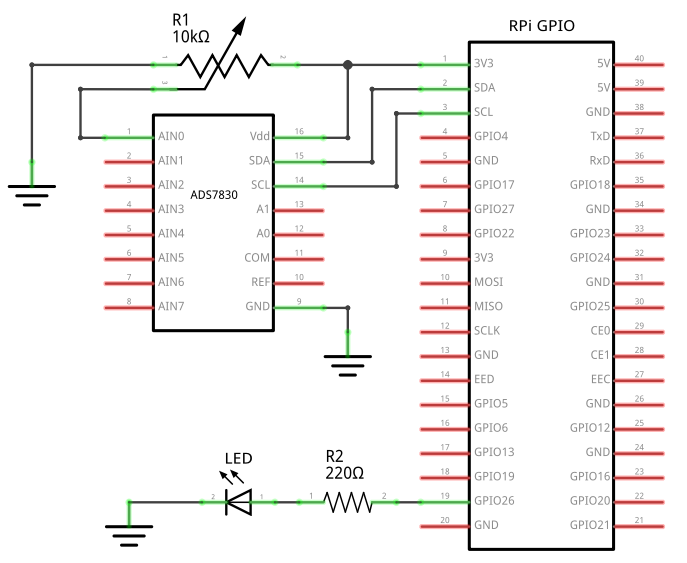 R1
10kΩ
1
2
3
RPi GPIO
1 3V3 5V 40
2 SDA 5V 39
3 SCL GND 38
4 GPIO4 TxD 37
5 GND RxD 36
6 GPIO17 GPIO18 35
7 GPIO27 GND 34
8 GPIO22 GPIO23 33
9 3V3 GPIO24 32
10 MOSI GND 31
11 MISO GPIO25 30
12 SCLK CE0 29
13 GND CE1 28
14 EED EEC 27
15 GPIO5 GND 26
16 GPIO6 GPIO12 25
17 GPIO13 GND 24
18 GPIO19 GPIO16 23
19 GPIO26 GPIO20 22
20 GND GPIO21 21
1 AIN0 Vdd 16
2 AIN1 SDA 15
3 AIN2 SCL 14
ADS7830
4 AIN3 A1 13
5 AIN4 A0 12
6 AIN5 COM 11
7 AIN6 REF 10
8 AIN7 GND 9
LED
2 1
R2
220Ω
1 2